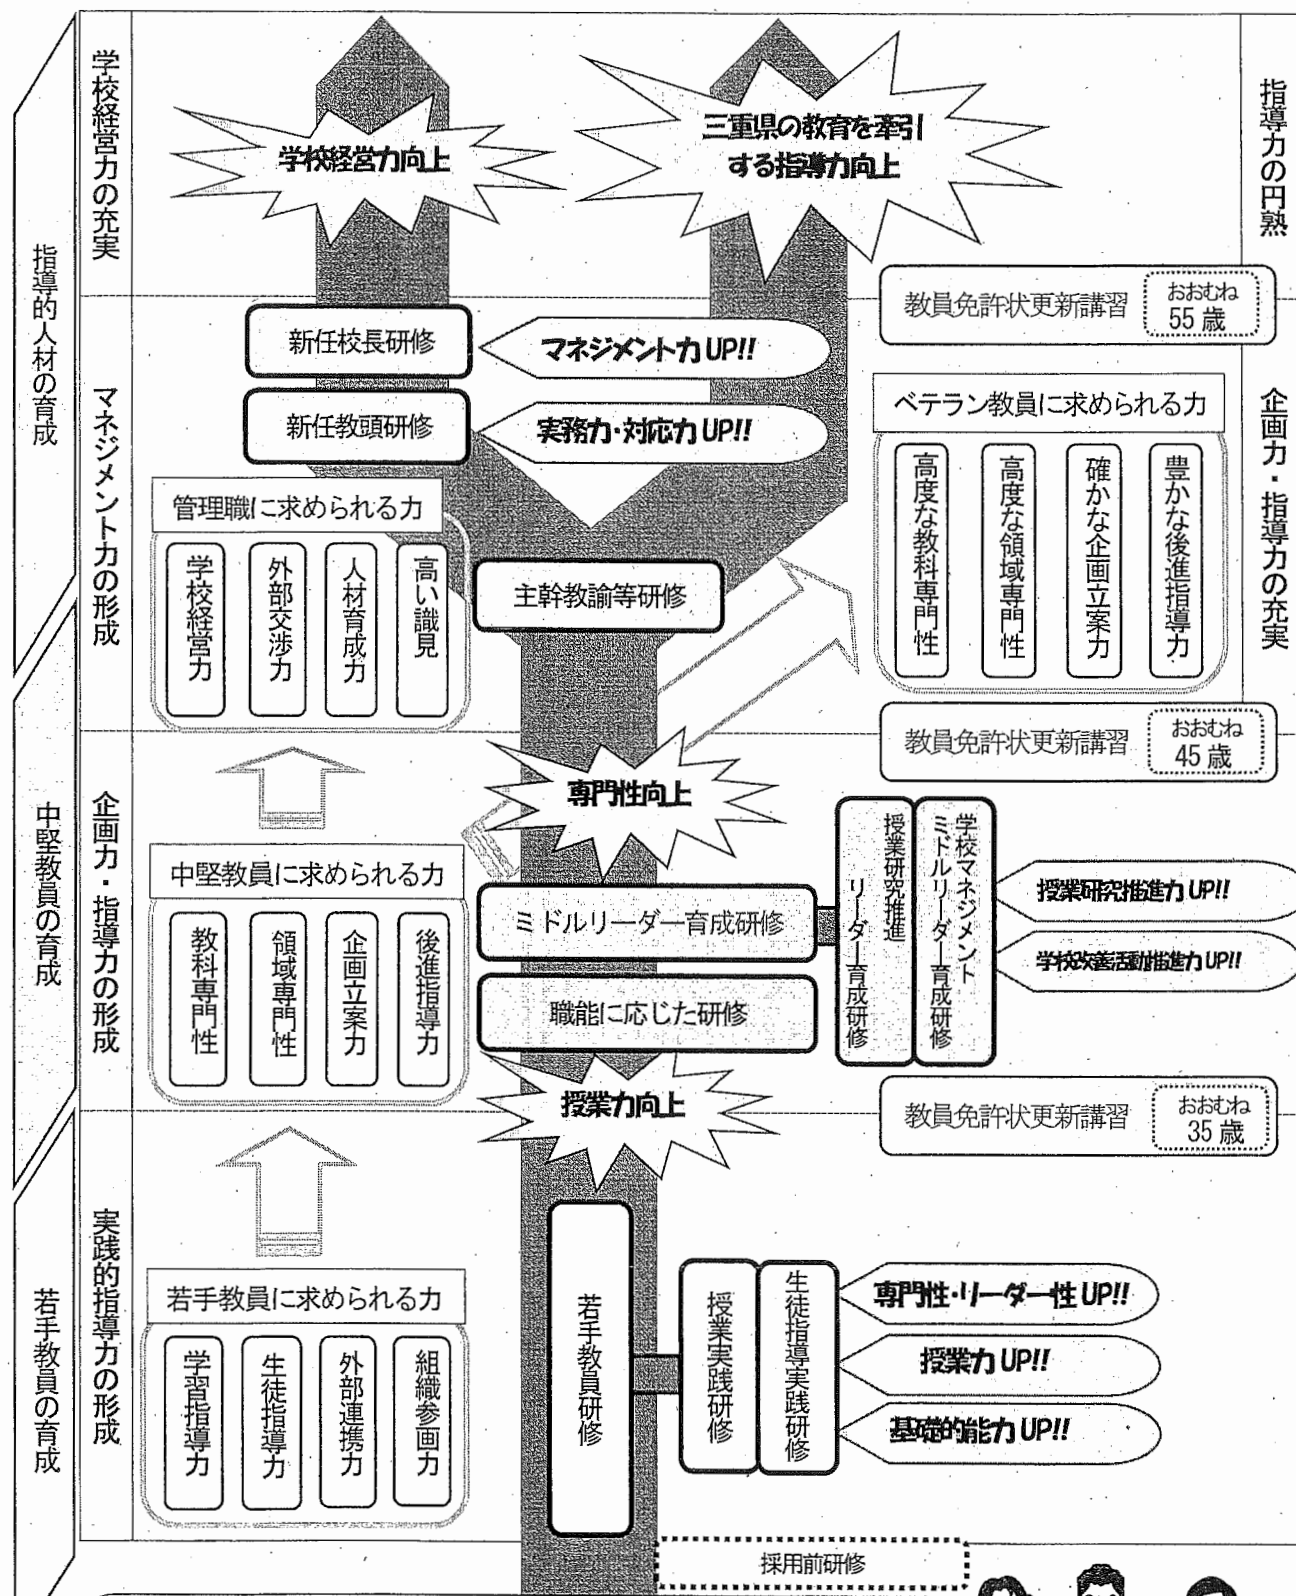 学校経営力の充実
指導力の円熟
学校経営力向上
三重県の教育を牽引
する指導力向上
指導的人材の育成
教員免許状更新講習
おおむね
55歳
新任校長研修
マネジメント力UP!!
新任教頭研修
実務力・対応力UP!!
マネジメント力の形成
企画力・指導力の充実
ベテラン教員に求められる力
高度な教科専門性
高度な領域専門性
確かな企画立案力
豊かな後進指導力
管理職に求められる力
学校経営力
外部交渉力
人材育成力
高い識見
主幹教諭等研修
教員免許状更新講習
おおむね
45歳
専門性向上
中堅教員の育成
企画力・指導力の形成
中堅教員に求められる力
教科専門性
領域専門性
企画立案力
後進指導力
ミドルリーダー育成研修
職能に応じた研修
授業研究推進
リーダー育成研修
学校マネジメント
ミドルリーダー育成研修
授業研究推進力UP!!
学校改善活動推進力UP!!
授業力向上
教員免許状更新講習
おおむね
35歳
若手教員の育成
実践的指導力の形成
若手教員に求められる力
学習指導力
生徒指導力
外部連携力
組織参画力
若手教員研修
授業実践研修
生徒指導実践研修
専門性・リーダー性UP!!
授業力UP!!
基礎的能力UP!!
採用前研修